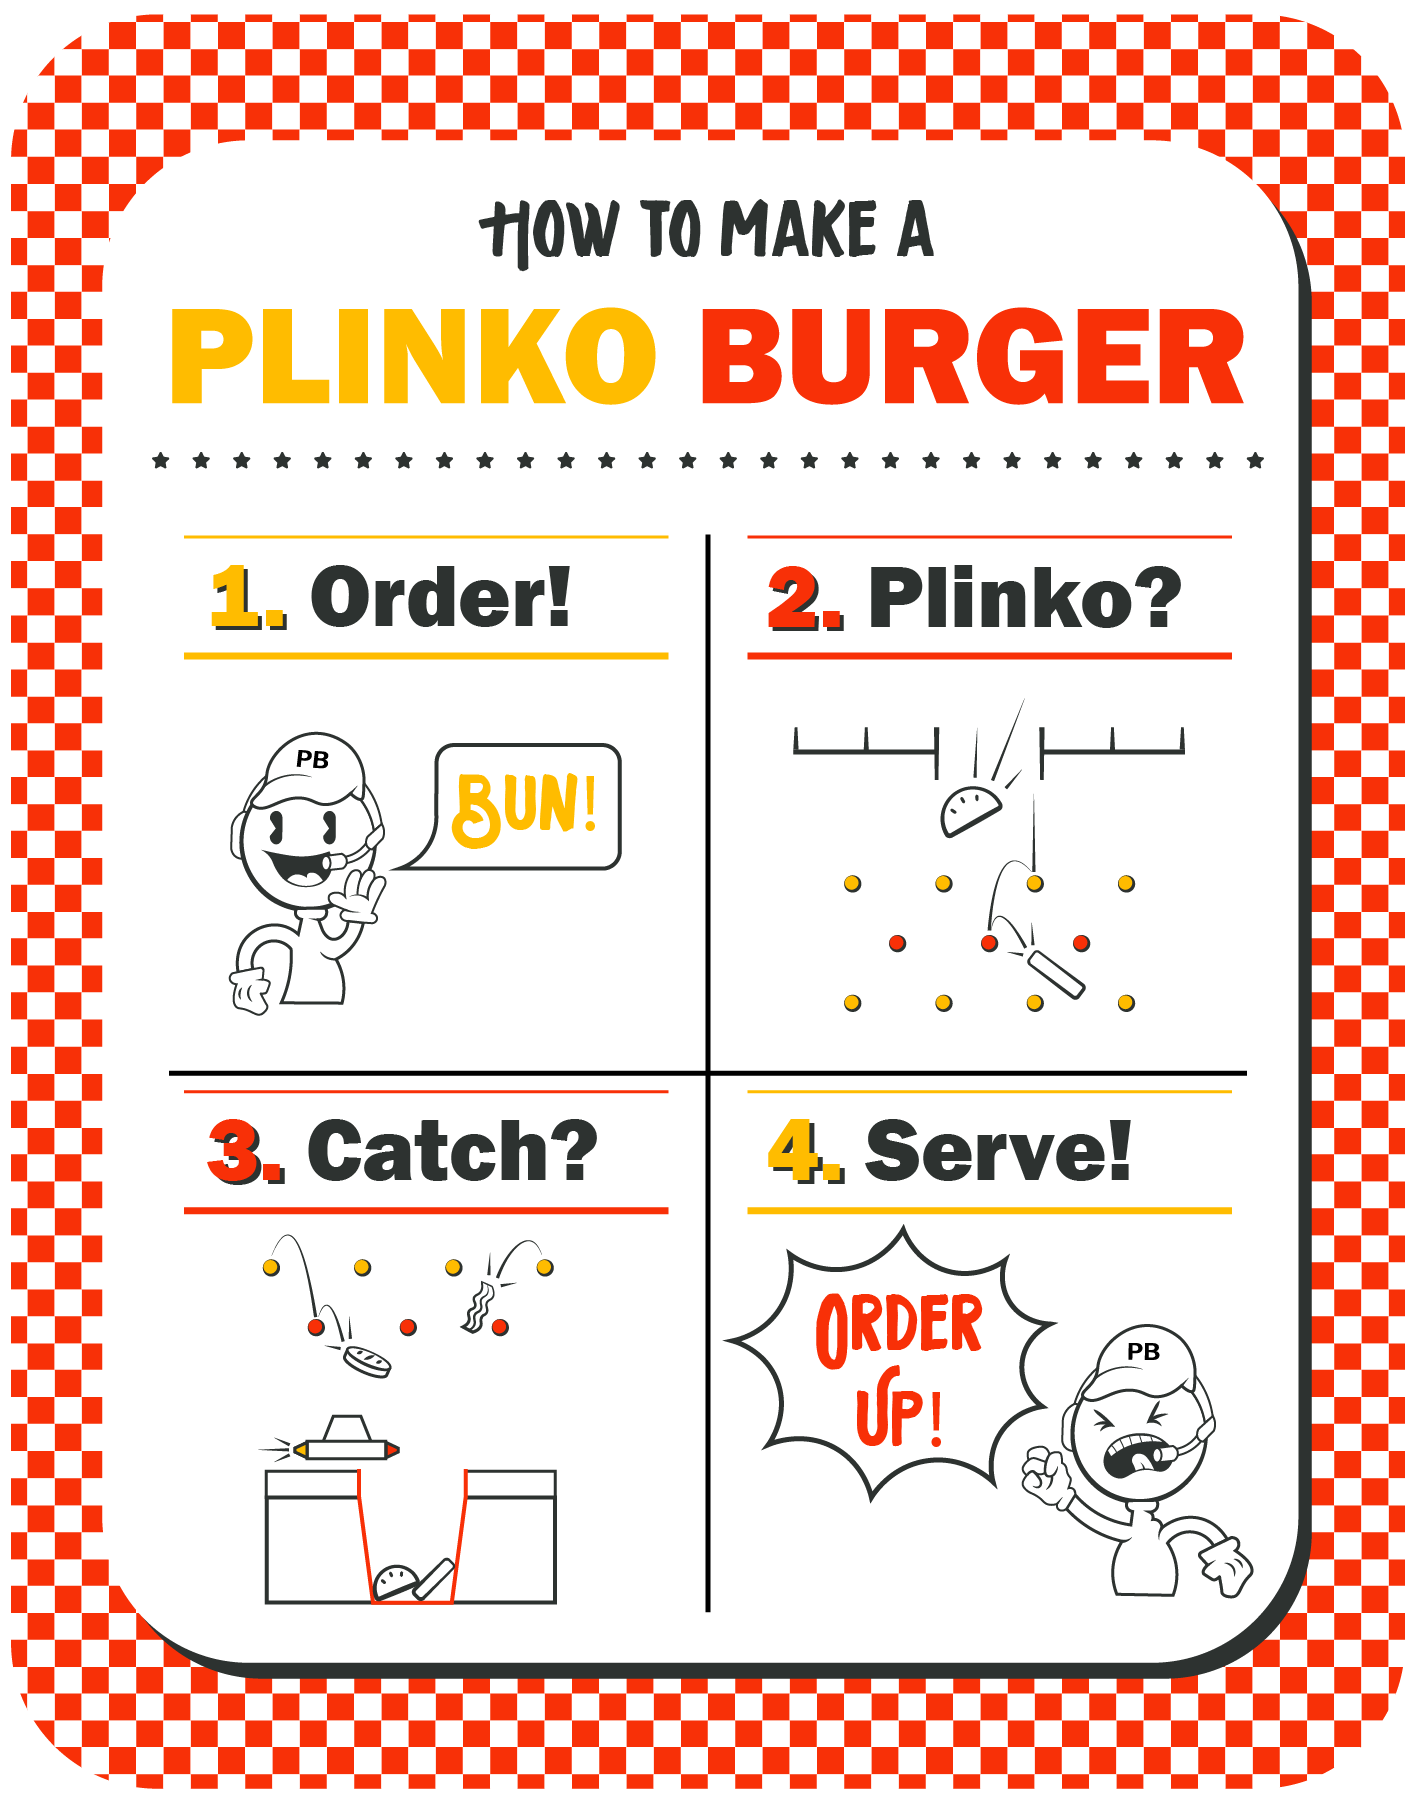 HOW TO MAKE A
PLINKO BURGER
1. Order!
PB
BUN!
2. Plinko?
3. Catch?
4. Serve!
ORDER
UP!
PB